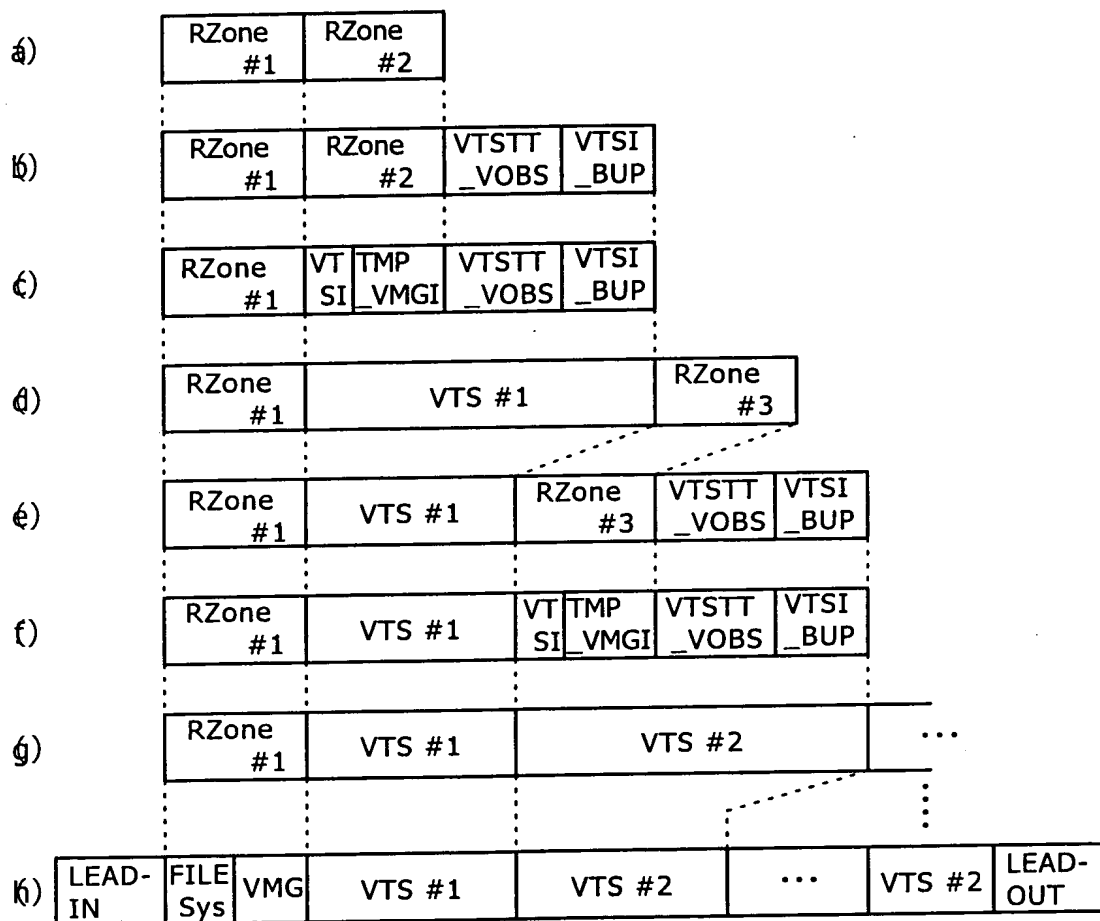 a) RZone #1 RZone #2
b) RZone #1 RZone #2 VTSTT _VOBS VTSI _BUP
c) RZone #1 VT SI TMP _VMGI VTSTT _VOBS VTSI _BUP
d) RZone #1 VTS #1 RZone #3
e) RZone #1 VTS #1 RZone #3 VTSTT _VOBS VTSI _BUP
f) RZone #1 VTS #1 VT SI TMP _VMGI VTSTT _VOBS VTSI _BUP
g) RZone #1 VTS #1 VTS #2 ...
h) LEAD-IN FILE Sys VMG VTS #1 VTS #2 ... VTS #2 LEAD-OUT